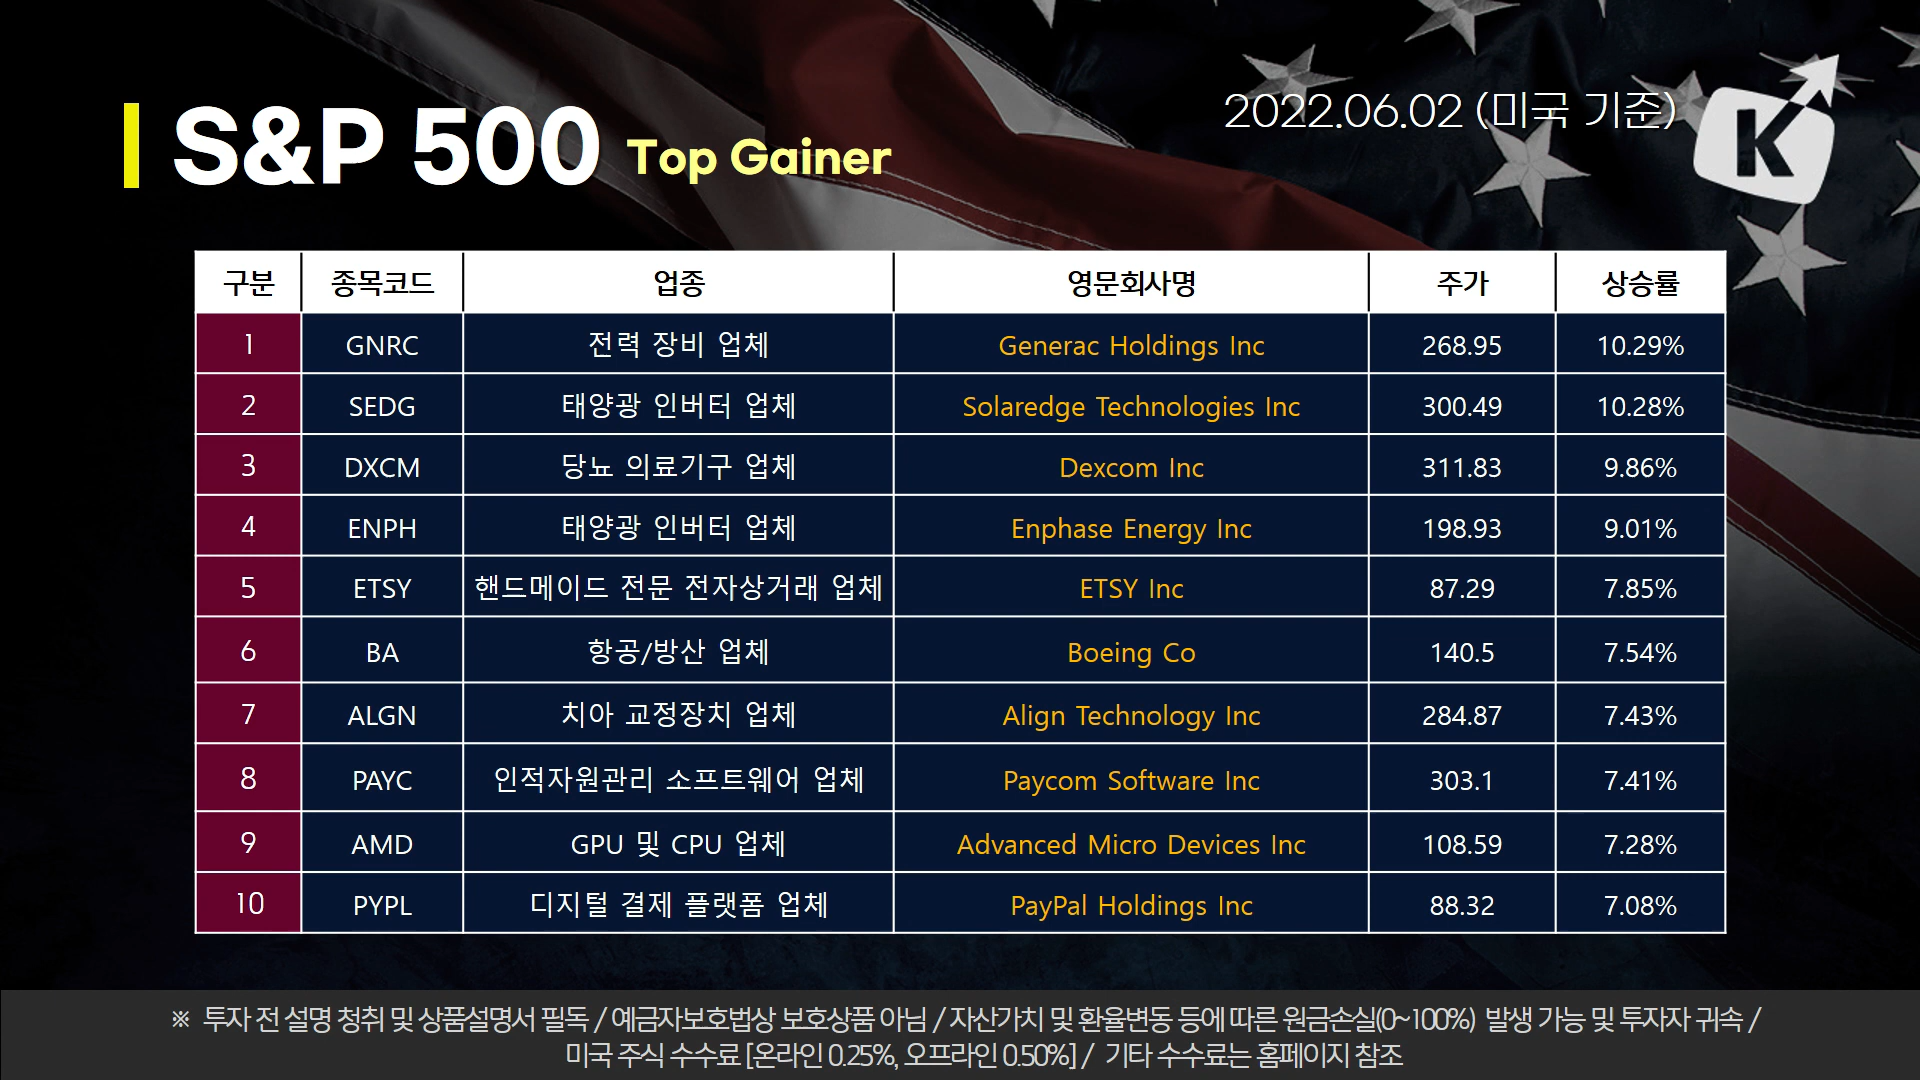 S&P 500 Top Gainer
2022.06.02 (미국 기준)
K
구분 종목코드 업종 영문회사명 주가 상승률
1 GNRC 전력 장비 업체 Generac Holdings Inc 268.95 10.29%
2 SEDG 태양광 인버터 업체 Solaredge Technologies Inc 300.49 10.28%
3 DXCM 당뇨 의료기구 업체 Dexcom Inc 311.83 9.86%
4 ENPH 태양광 인버터 업체 Enphase Energy Inc 198.93 9.01%
5 ETSY 핸드메이드 전문 전자상거래 업체 ETSY Inc 87.29 7.85%
6 BA 항공/방산 업체 Boeing Co 140.5 7.54%
7 ALGN 치아 교정장치 업체 Align Technology Inc 284.87 7.43%
8 PAYC 인적자원관리 소프트웨어 업체 Paycom Software Inc 303.1 7.41%
9 AMD GPU 및 CPU 업체 Advanced Micro Devices Inc 108.59 7.28%
10 PYPL 디지털 결제 플랫폼 업체 PayPal Holdings Inc 88.32 7.08%
※ 투자 전 설명 청취 및 상품설명서 필독 / 예금자보호법상 보호상품 아님 / 자산가치 및 환율변동 등에 따른 원금손실(0~100%) 발생 가능 및 투자자 귀속 /
미국 주식 수수료 [온라인 0.25%, 오프라인 0.50%] / 기타 수수료는 홈페이지 참조